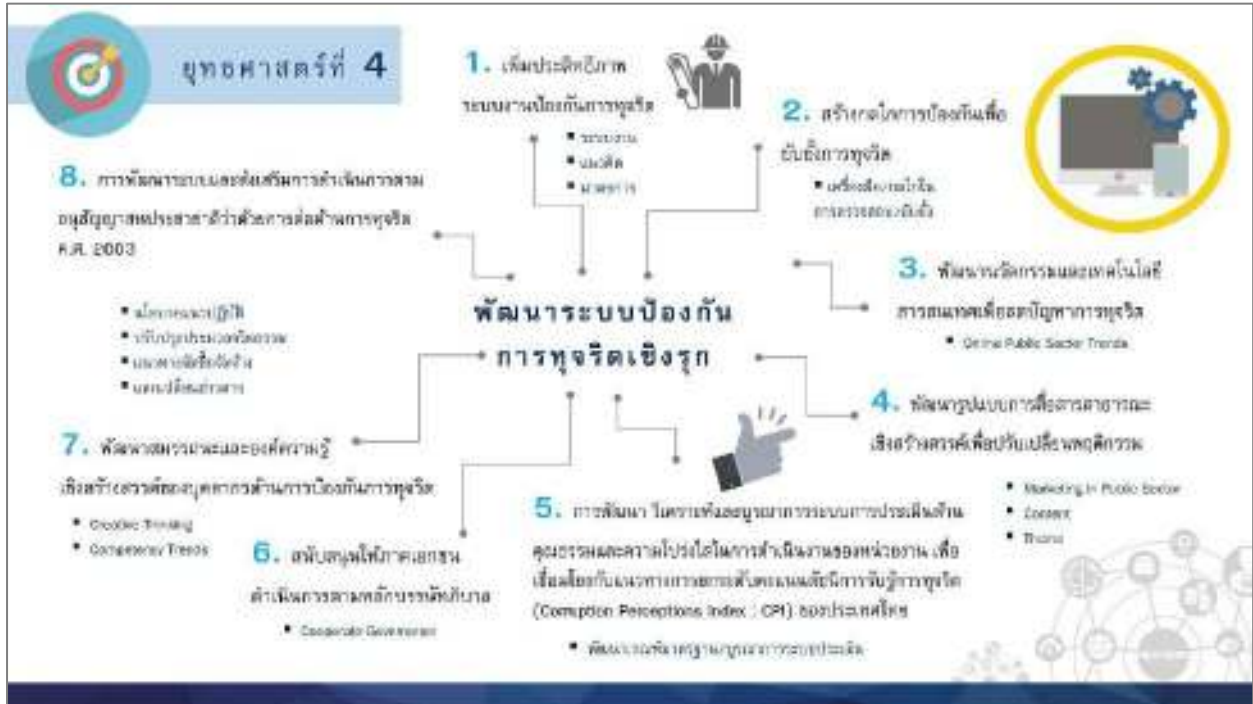 ยุทธศาสตร์ที่ 4
1. เพิ่มประสิทธิภาพ
ระบบงานป้องกันการทุจริต
▪ ระบบงาน
▪ แนวคิด
▪ มาตรการ
2. สร้างกลไกการป้องกันเพื่อ
ยับยั้งการทุจริต
3. พัฒนานวัตกรรมและเทคโนโลยี
สารสนเทศเพื่อลดปัญหาการทุจริต
▪ Online Public Sector Trends
พัฒนาระบบป้องกัน
การทุจริตเชิงรุก
4. พัฒนารูปแบบการสื่อสารสาธารณะ
เชิงสร้างสรรค์เพื่อปรับเปลี่ยนพฤติกรรม
▪ Marketing in Public Sector
▪ Content
▪ Theme
5. การพัฒนา วิเคราะห์และบูรณาการระบบการประเมินด้าน
คุณธรรมและความโปร่งใสในการดำเนินงานของหน่วยงาน เพื่อ
เชื่อมโยงกับแนวทางการยกระดับคะแนนดัชนีการรับรู้การทุจริต
(Corruption Perceptions Index : CPI) ของประเทศไทย
6. สนับสนุนให้ภาคเอกชน
ดำเนินการตามหลักบรรษัทภิบาล
7. พัฒนาสมรรถนะและองค์ความรู้
เชิงสร้างสรรค์ของบุคลากรด้านการป้องกันการทุจริต
▪ Creative Thinking
▪ Competency Trends
8. การพัฒนาระบบและส่งเสริมการดำเนินการตาม
อนุสัญญาสหประชาชาติว่าด้วยการต่อต้านการทุจริต
ค.ศ. 2003